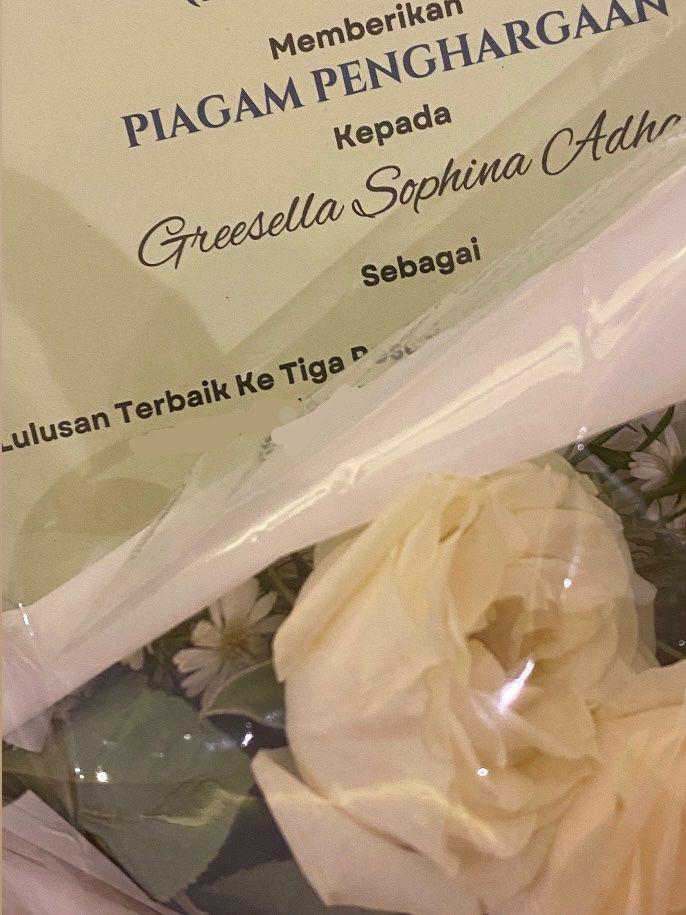 Memberikan
PIAGAM PENGHARGAAN
Kepada
Greesella Sophina
Sebagai
Lulusan Terbaik Ke Tiga